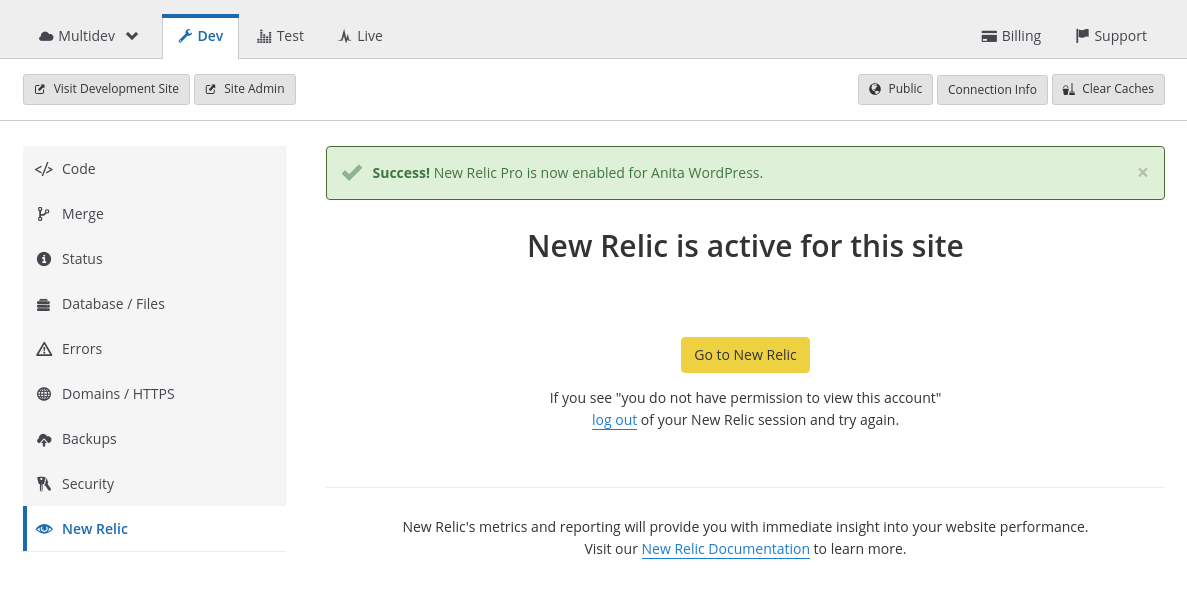 Multidev
Dev
Test
Live
Billing
Support
Visit Development Site
Site Admin
Public
Connection Info
Clear Caches
Code
Merge
Status
Database / Files
Errors
Domains / HTTPS
Backups
Security
New Relic
Success! New Relic Pro is now enabled for Anita WordPress.
×
New Relic is active for this site
Go to New Relic
If you see "you do not have permission to view this account"
log out of your New Relic session and try again.
New Relic's metrics and reporting will provide you with immediate insight into your website performance.
Visit our New Relic Documentation to learn more.